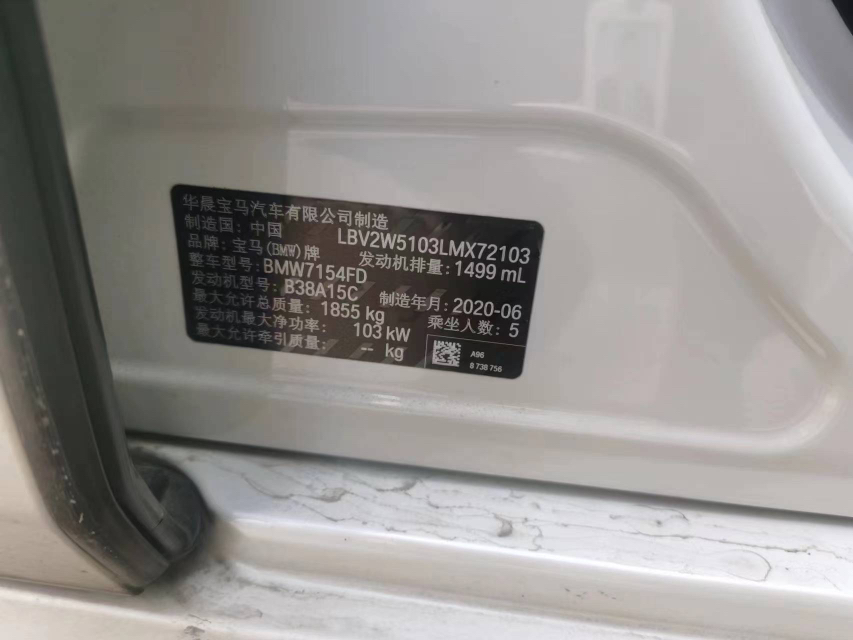 华晨宝马汽车有限公司制造
制造国: 中国 LBV2W5103LMX72103
品牌: 宝马(BMW)牌 发动机排量: 1499 mL
整车型号: BMW7154FD
发动机型号: B38A15C 制造年月: 2020-06
最大允许总质量: 1855 kg 乘坐人数: 5
发动机最大净功率: 103 kW
最大允许牵引质量: -- kg
A96
8 738 756